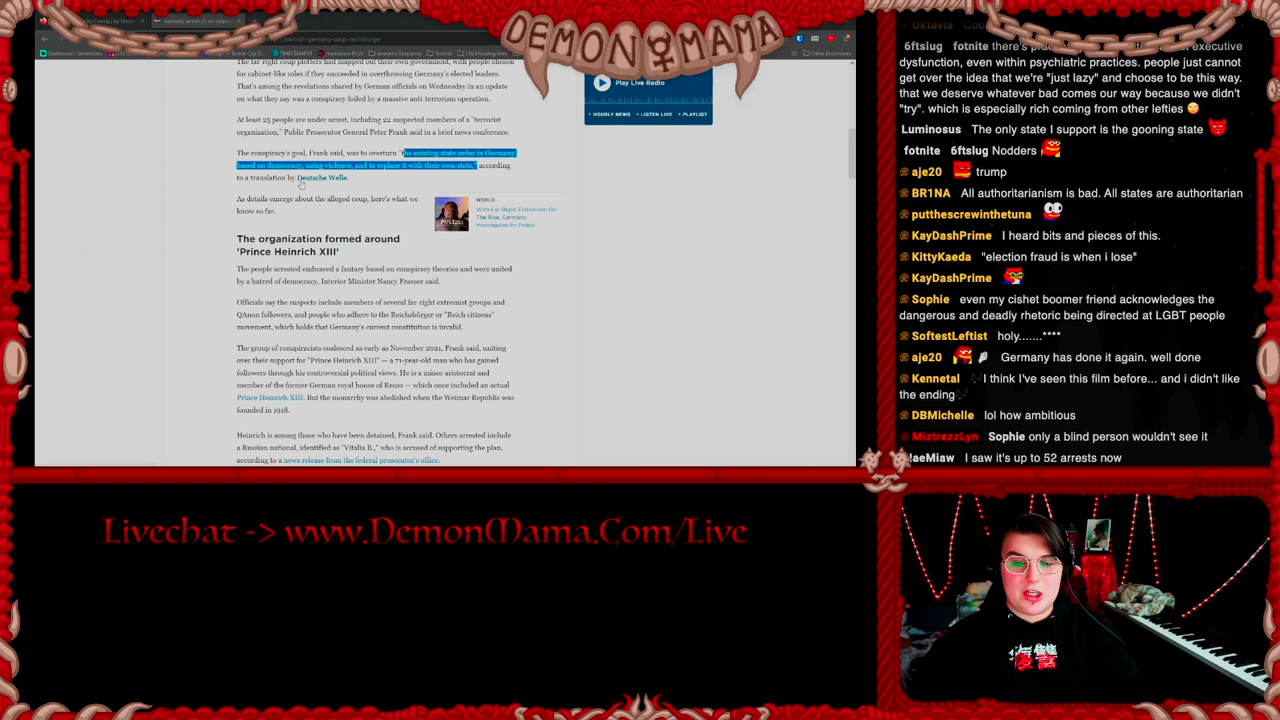 Germany arrests 25 on suspicio
heinrich-germany-coup-reichsburger
Other Bookmarks
The far-right coup plotters had mapped out their own government, with people chosen
for cabinet-like roles if they succeeded in overthrowing Germany's elected leaders.
That's among the revelations shared by German officials on Wednesday in an update
on what they say was a conspiracy foiled by a massive anti-terrorism operation.
At least 25 people are under arrest, including 22 suspected members of a "terrorist
organization," Public Prosecutor General Peter Frank said in a brief news conference.
The conspiracy's goal, Frank said, was to overturn "the existing state order in Germany
based on democracy, using violence, and to replace it with their own state," according
to a translation by Deutsche Welle.
As details emerge about the alleged coup, here's what we
know so far.
WORLD
With Far-Right Extremism On
The Rise, Germany
Investigates Its Police
POLIZEI
The organization formed around
'Prince Heinrich XIII'
The people arrested embraced a fantasy based on conspiracy theories and were united
by a hatred of democracy, Interior Minister Nancy Fraeser said.
Officials say the suspects include members of several far-right extremist groups and
QAnon followers, and people who adhere to the Reichsbürger or "Reich citizens"
movement, which holds that Germany's current constitution is invalid.
The group of conspiracists coalesced as early as November 2021, Frank said, uniting
over their support for "Prince Heinrich XIII" — a 71-year-old man who has gained
followers through his controversial political views. He is a minor aristocrat and
member of the former German royal house of Reuss — which once included an actual
Prince Heinrich XIII. But the monarchy was abolished when the Weimar Republic was
founded in 1918.
Heinrich is among those who have been detained, Frank said. Others arrested include
a Russian national, identified as "Vitalia B.," who is accused of supporting the plan,
according to a news release from the federal prosecutor's office.
Play Live Radio
HOURLY NEWS • LISTEN LIVE • PLAYLIST
DEMON MAMA
Oktavia
6ftslug fotnite there's
executive
dysfunction, even within psychiatric practices. people just cannot
get over the idea that we're "just lazy" and choose to be this way.
or that whatever bad comes our way is because we didn't
"try". which is especially rich coming from other lefties
Luminosus The only state I support is the gooning state
fotnite 6ftslug Nodders
aje20 trump
BR1NA All authoritarianism is bad. All states are authoritarian
putthescrewinthetuna
KayDashPrime I heard bits and pieces of this.
KittyKaeda "election fraud is when I lose"
KayDashPrime
Sophie even my cishet boomer friend acknowledges the
dangerous and deadly rhetoric being directed at LGBT people
SoftestLeftist holy.......****
aje20 Germany has done it again. well done
Kennetal I think I've seen this film before... and i didn't like
the ending
DBMichelle lol how ambitious
MiztrezzLyn Sophie only a bigit person wouldn't see it
I saw it's up to 52 arrests now
Livechat -> www.DemonMama.Com/Live